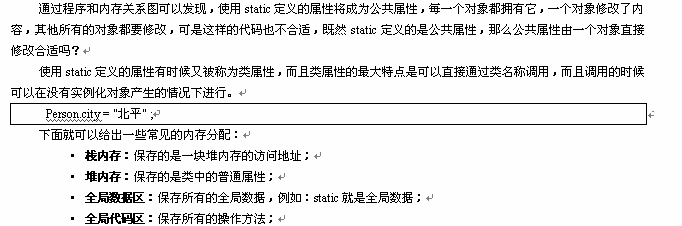 通过程序和内存关系图可以发现，使用 static 定义的属性将成为公共属性，每一个对象都拥有它，一个对象修改了内
容，其他所有的对象都要修改，可是这样的代码也不合适，既然 static 定义的是公共属性，那么公共属性由一个对象直接
修改合适吗？
使用 static 定义的属性有时候又被称为类属性，而且类属性的最大特点是可以直接通过类名称调用，而且调用的时候
可以在没有实例化对象产生的情况下进行。
Person.city = "北平" ;
下面就可以给出一些常见的内存分配：
▪ 栈内存：保存的是一块堆内存的访问地址；
▪ 堆内存：保存的是类中的普通属性；
▪ 全局数据区：保存所有的全局数据，例如：static 就是全局数据；
▪ 全局代码区：保存所有的操作方法；